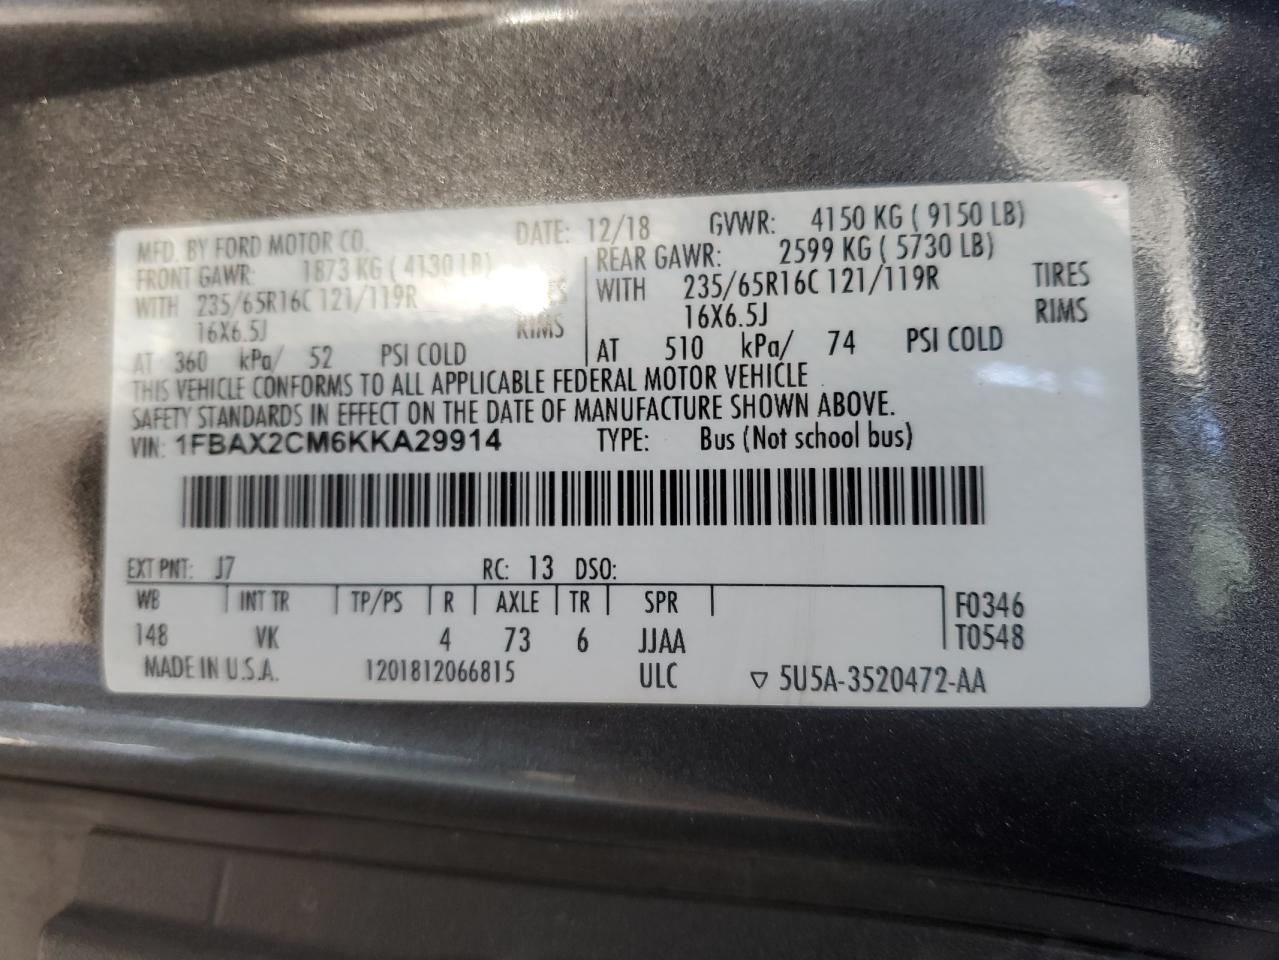 MFD. BY FORD MOTOR CO. DATE: 12/18 GVWR: 4150 KG ( 9150 LB)
FRONT GAWR: 1873 KG ( 4130 LB) REAR GAWR: 2599 KG ( 5730 LB)
WITH 235/65R16C 121/119R TIRES WITH 235/65R16C 121/119R TIRES
16X6.5J RIMS 16X6.5J RIMS
AT 360 kPa/ 52 PSI COLD AT 510 kPa/ 74 PSI COLD
THIS VEHICLE CONFORMS TO ALL APPLICABLE FEDERAL MOTOR VEHICLE
SAFETY STANDARDS IN EFFECT ON THE DATE OF MANUFACTURE SHOWN ABOVE.
VIN: 1FBAX2CM6KKA29914 TYPE: Bus (Not school bus)
EXT PNT: J7 RC: 13 DSO:
WB INT TR TP/PS R AXLE TR SPR F0346
148 VK 4 73 6 JJAA T0548
MADE IN U.S.A. 1201812066815 ULC ▽ 5U5A-3520472-AA